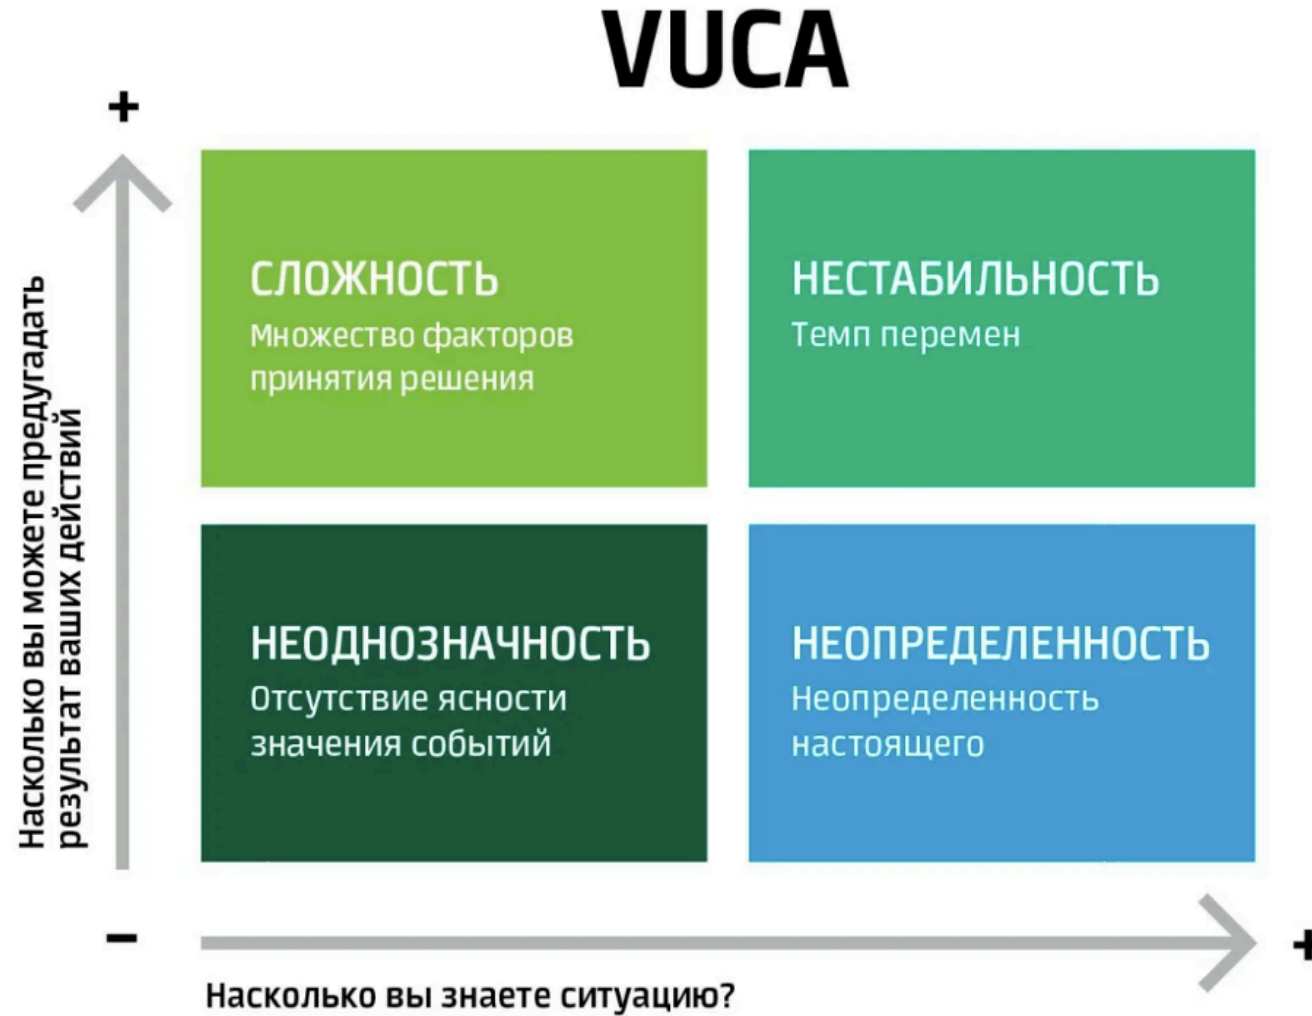 VUCA
+
Насколько вы можете предугадать
результат ваших действий
СЛОЖНОСТЬ
Множество факторов
принятия решения
НЕСТАБИЛЬНОСТЬ
Темп перемен
НЕОДНОЗНАЧНОСТЬ
Отсутствие ясности
значения событий
НЕОПРЕДЕЛЕННОСТЬ
Неопределенность
настоящего
–
+
Насколько вы знаете ситуацию?